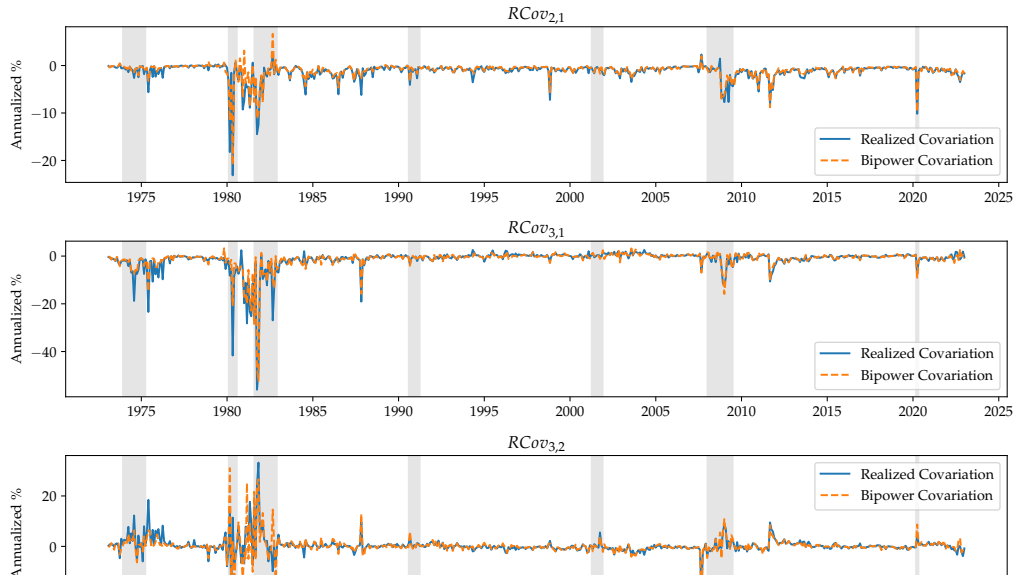 RCov2,1
Annualized %
0
−10
−20
Realized Covariation
Bipower Covariation
1975 1980 1985 1990 1995 2000 2005 2010 2015 2020 2025
RCov3,1
Annualized %
0
−20
−40
Realized Covariation
Bipower Covariation
1975 1980 1985 1990 1995 2000 2005 2010 2015 2020 2025
RCov3,2
Annualized %
20
0
Realized Covariation
Bipower Covariation